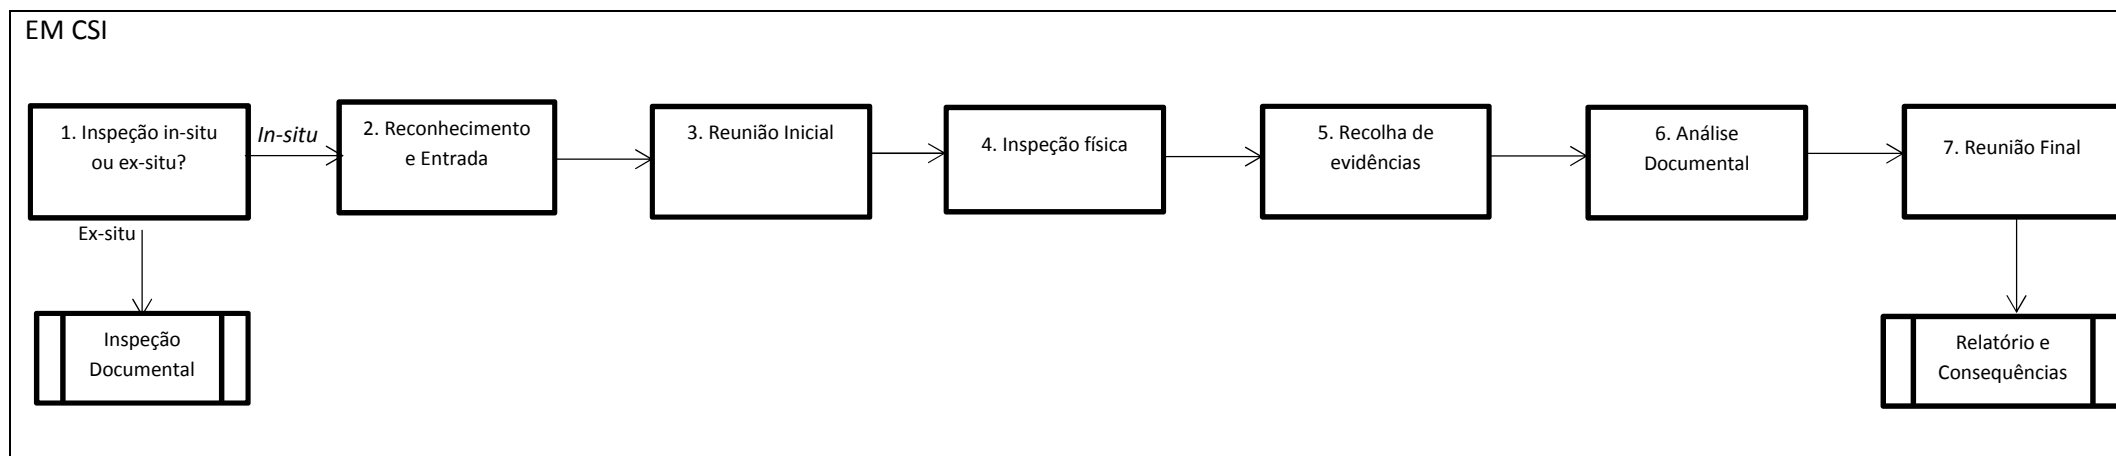 EM CSI
1. Inspeção in-situ
ou ex-situ?
In-situ
2. Reconhecimento
e Entrada
3. Reunião Inicial
4. Inspeção física
5. Recolha de
evidências
6. Análise
Documental
7. Reunião Final
Ex-situ
Inspeção
Documental
Relatório e
Consequências